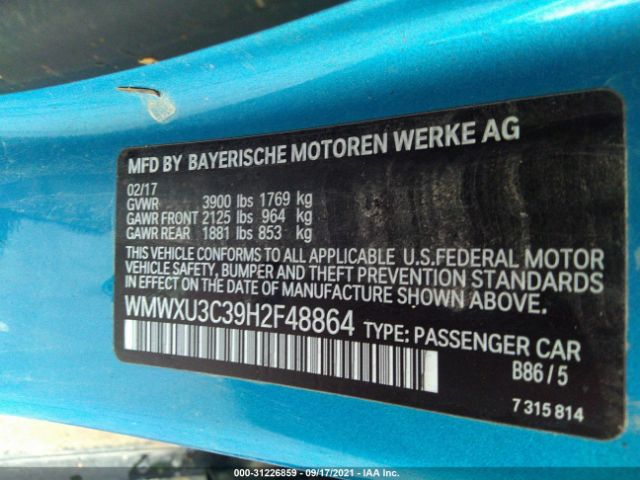 MFD BY BAYERISCHE MOTOREN WERKE AG
02/17
GVWR 3900 lbs 1769 kg
GAWR FRONT 2125 lbs 964 kg
GAWR REAR 1881 lbs 853 kg
THIS VEHICLE CONFORMS TO ALL APPLICABLE U.S.FEDERAL MOTOR
VEHICLE SAFETY, BUMPER AND THEFT PREVENTION STANDARDS
IN EFFECT ON THE DATE OF MANUFACTURE SHOWN ABOVE.
WMWXU3C39H2F48864 TYPE: PASSENGER CAR
B86 / 5
7 315 814
000-31226859 - 09/17/2021 - IAA Inc.